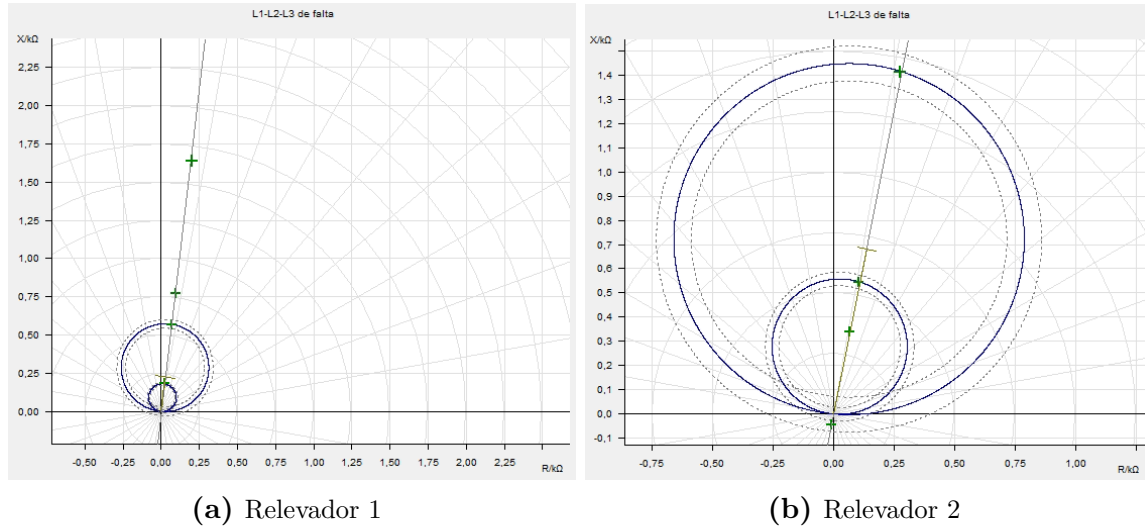 L1-L2-L3 de falta
X/kΩ
2,25
2,00
1,75
1,50
1,25
1,00
0,75
0,50
0,25
0,00
-0,50 -0,25 0,00 0,25 0,50 0,75 1,00 1,25 1,50 1,75 2,00 2,25
R/kΩ
(a) Relevador 1
L1-L2-L3 de falta
X/kΩ
1,4
1,3
1,2
1,1
1,0
0,9
0,8
0,7
0,6
0,5
0,4
0,3
0,2
0,1
0,0
-0,1
-0,75 -0,50 -0,25 0,00 0,25 0,50 0,75 1,00
R/kΩ
(b) Relevador 2